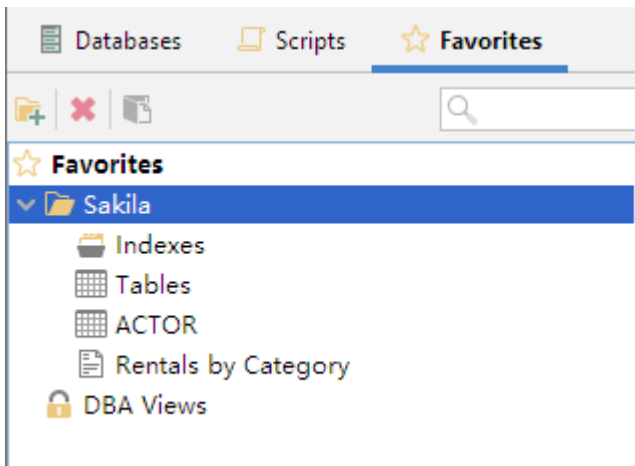 Databases Scripts Favorites
Favorites
Sakila
Indexes
Tables
ACTOR
Rentals by Category
DBA Views